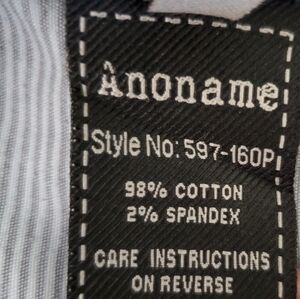 Anoname
Style No: 597-160P
98% COTTON
2% SPANDEX
CARE INSTRUCTIONS
ON REVERSE